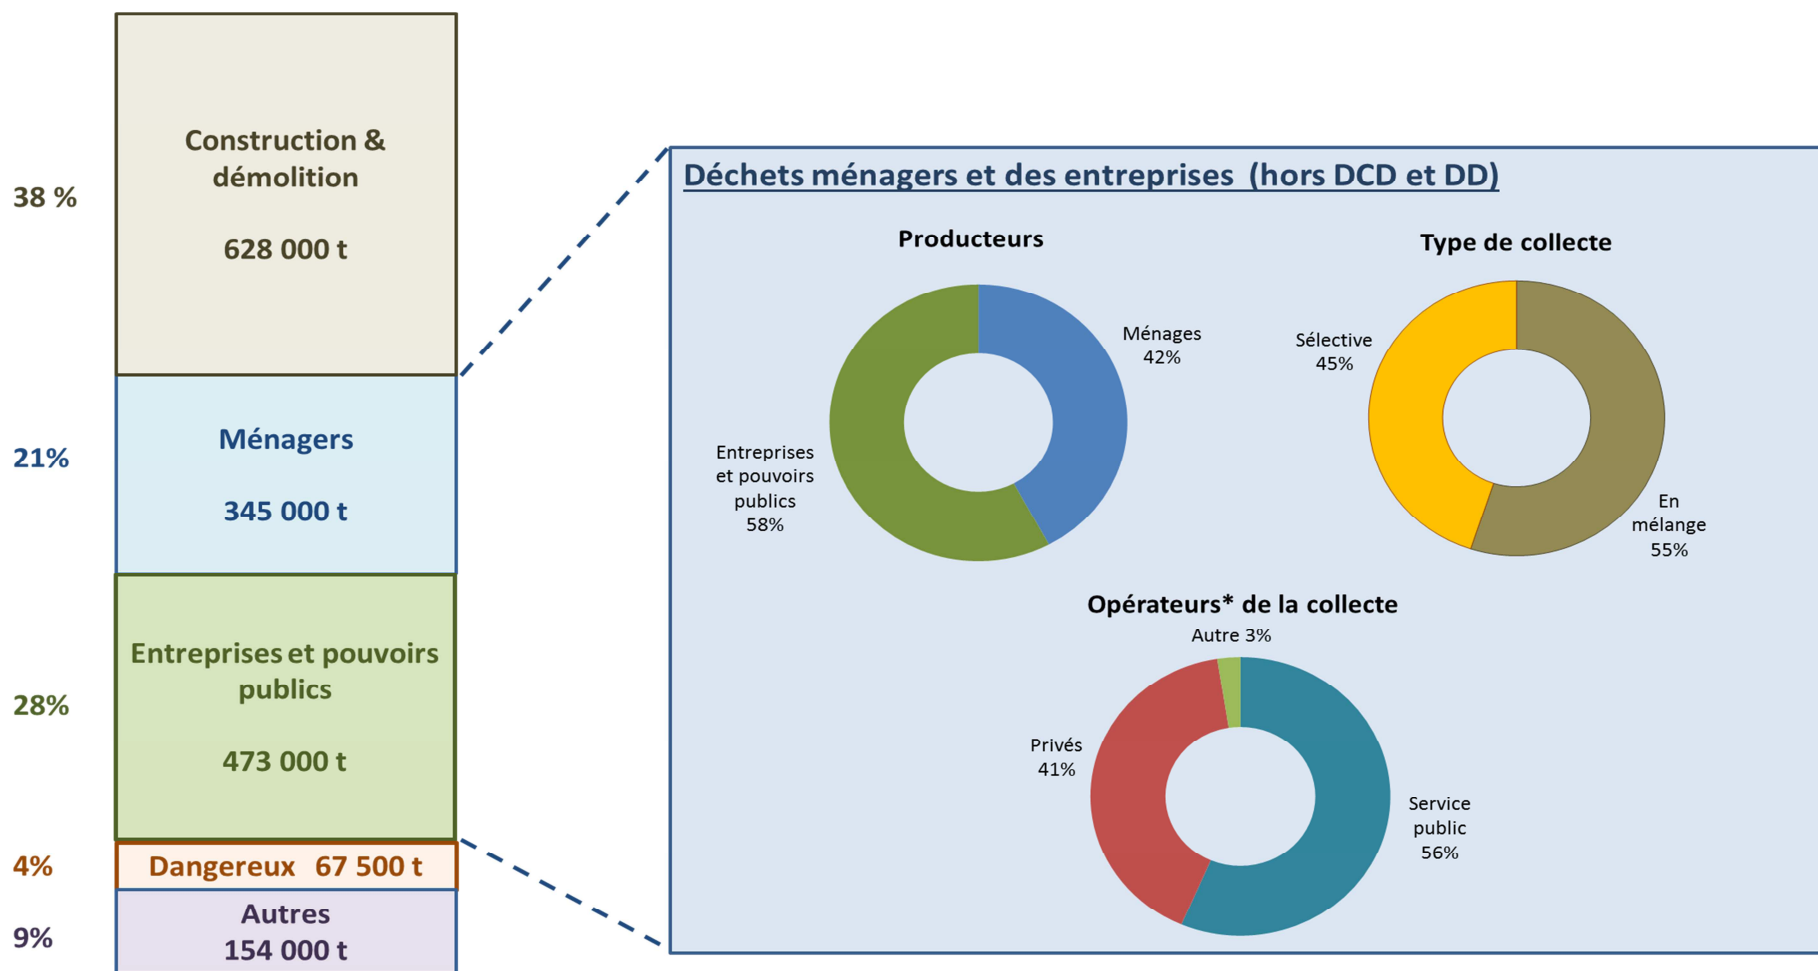 38 %
Construction &
démolition
628 000 t
21%
Ménagers
345 000 t
28%
Entreprises et pouvoirs
publics
473 000 t
4%
Dangereux 67 500 t
9%
Autres
154 000 t
Déchets ménagers et des entreprises (hors DCD et DD)
Producteurs
Ménages
42%
Entreprises
et pouvoirs
publics
58%
Type de collecte
Sélective
45%
En
mélange
55%
Opérateurs* de la collecte
Autre 3%
Privés
41%
Service
public
56%